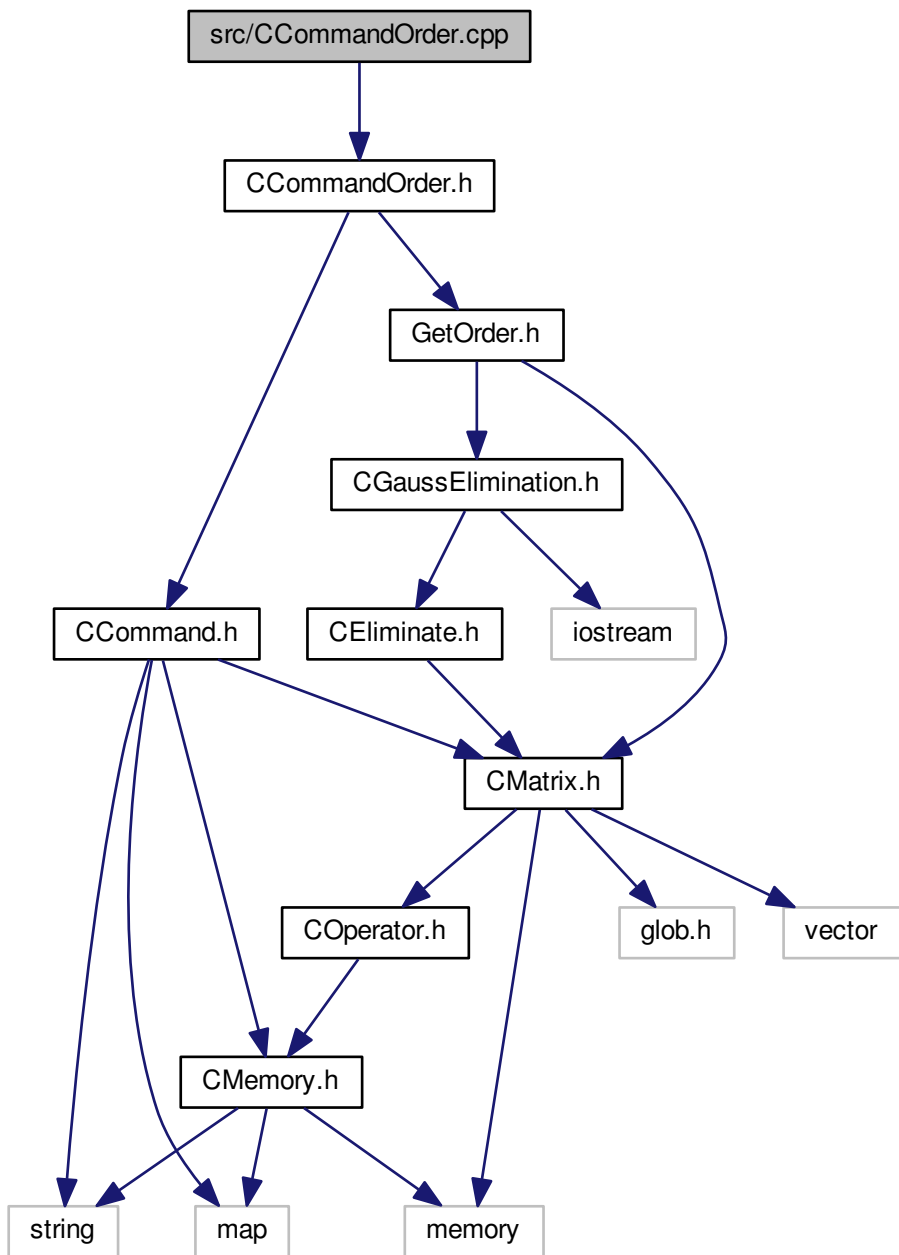 src/CCommandOrder.cpp
CCommandOrder.h
GetOrder.h
CGaussElimination.h
CCommand.h
CEliminate.h
iostream
CMatrix.h
COperator.h
glob.h
vector
CMemory.h
string
map
memory